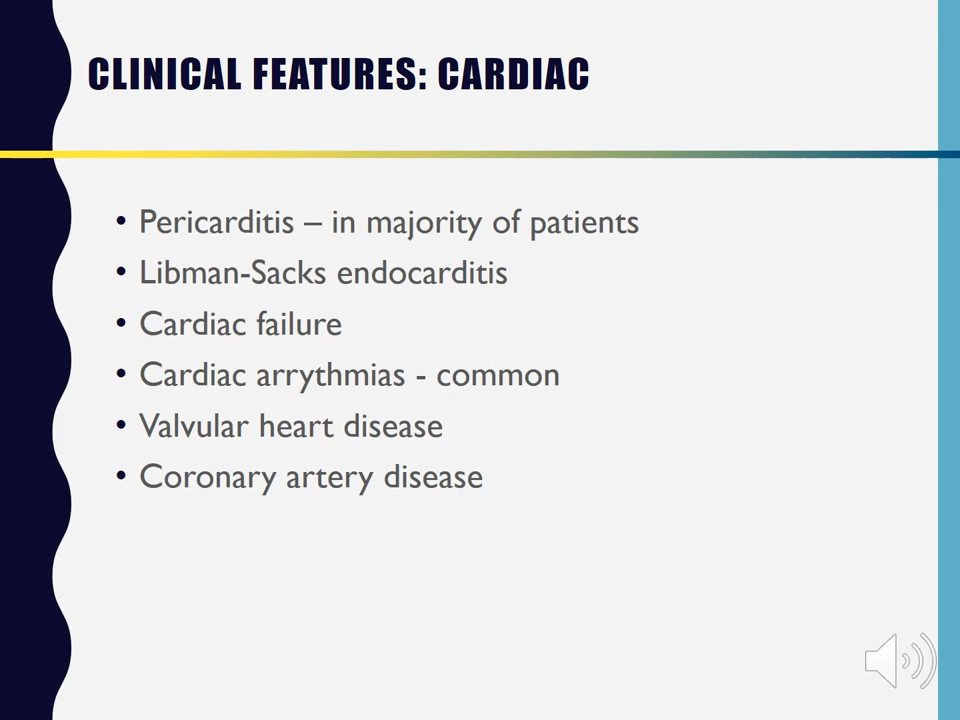 CLINICAL FEATURES: CARDIAC
• Pericarditis – in majority of patients
• Libman-Sacks endocarditis
• Cardiac failure
• Cardiac arrythmias - common
• Valvular heart disease
• Coronary artery disease